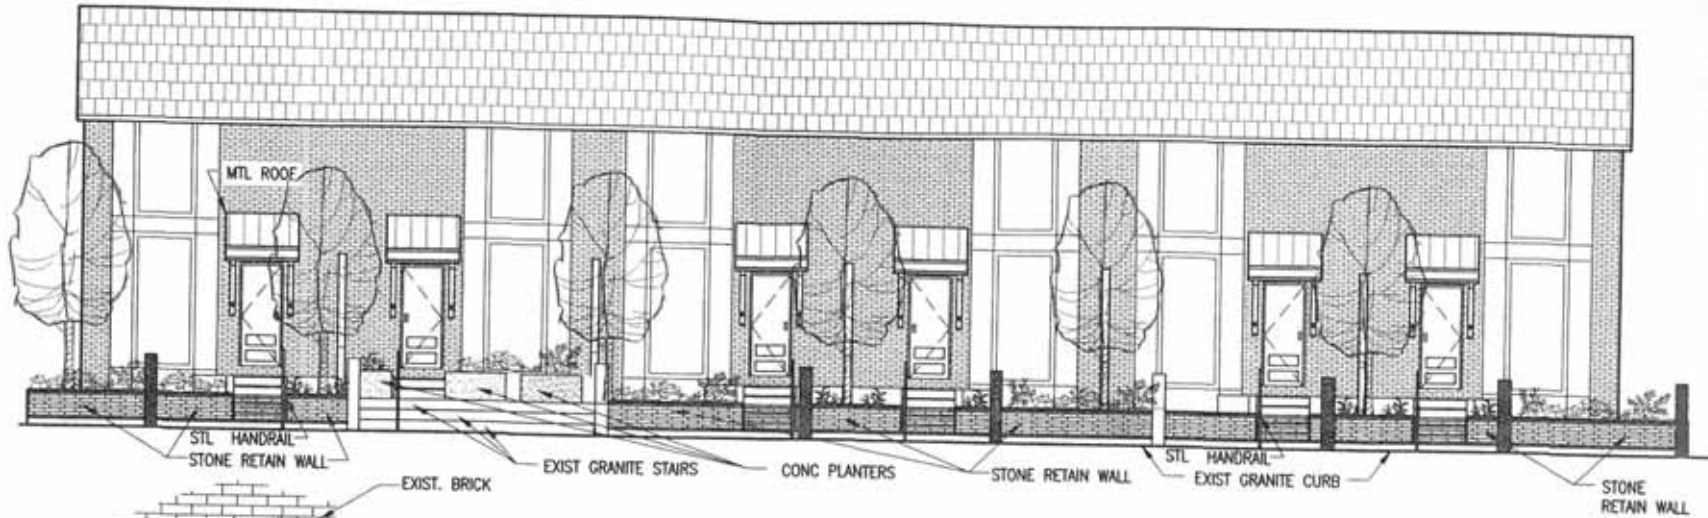 MTL ROOF
STL HANDRAIL
STONE RETAIN WALL
EXIST. BRICK
EXIST GRANITE STAIRS
CONC PLANTERS
STONE RETAIN WALL
STL HANDRAIL
EXIST GRANITE CURB
STONE
RETAIN WALL